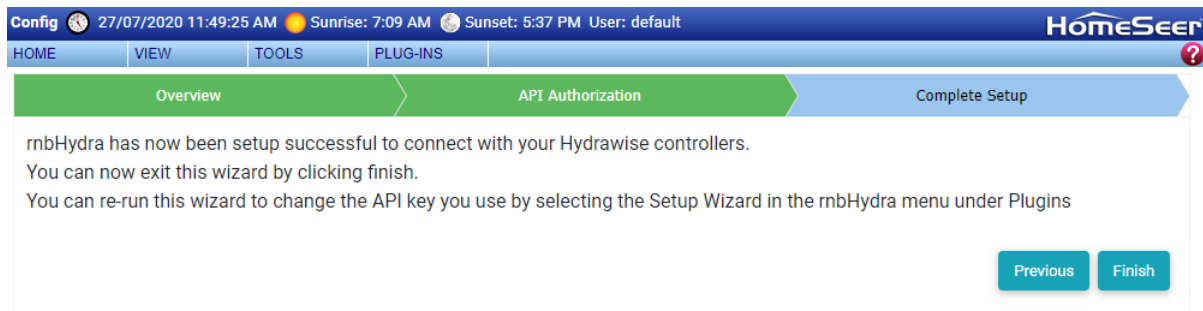 Config 27/07/2020 11:49:25 AM Sunrise: 7:09 AM Sunset: 5:37 PM User: default HomeSeer
HOME VIEW TOOLS PLUG-INS ?
Overview API Authorization Complete Setup
rnbHydra has now been setup successful to connect with your Hydrawise controllers.
You can now exit this wizard by clicking finish.
You can re-run this wizard to change the API key you use by selecting the Setup Wizard in the rnbHydra menu under Plugins
Previous Finish